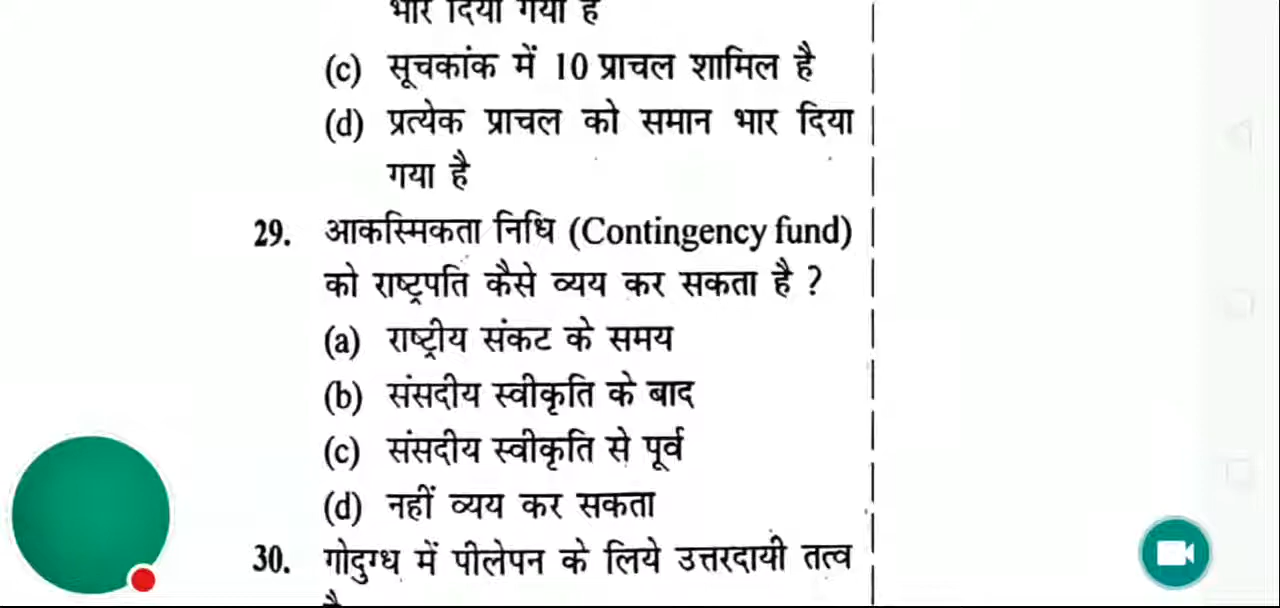 भार दिया गया है
(c) सूचकांक में 10 प्राचल शामिल है
(d) प्रत्येक प्राचल को समान भार दिया
गया है
29. आकस्मिकता निधि (Contingency fund)
को राष्ट्रपति कैसे व्यय कर सकता है ?
(a) राष्ट्रीय संकट के समय
(b) संसदीय स्वीकृति के बाद
(c) संसदीय स्वीकृति से पूर्व
(d) नहीं व्यय कर सकता
30. गोदुग्ध में पीलेपन के लिये उत्तरदायी तत्व